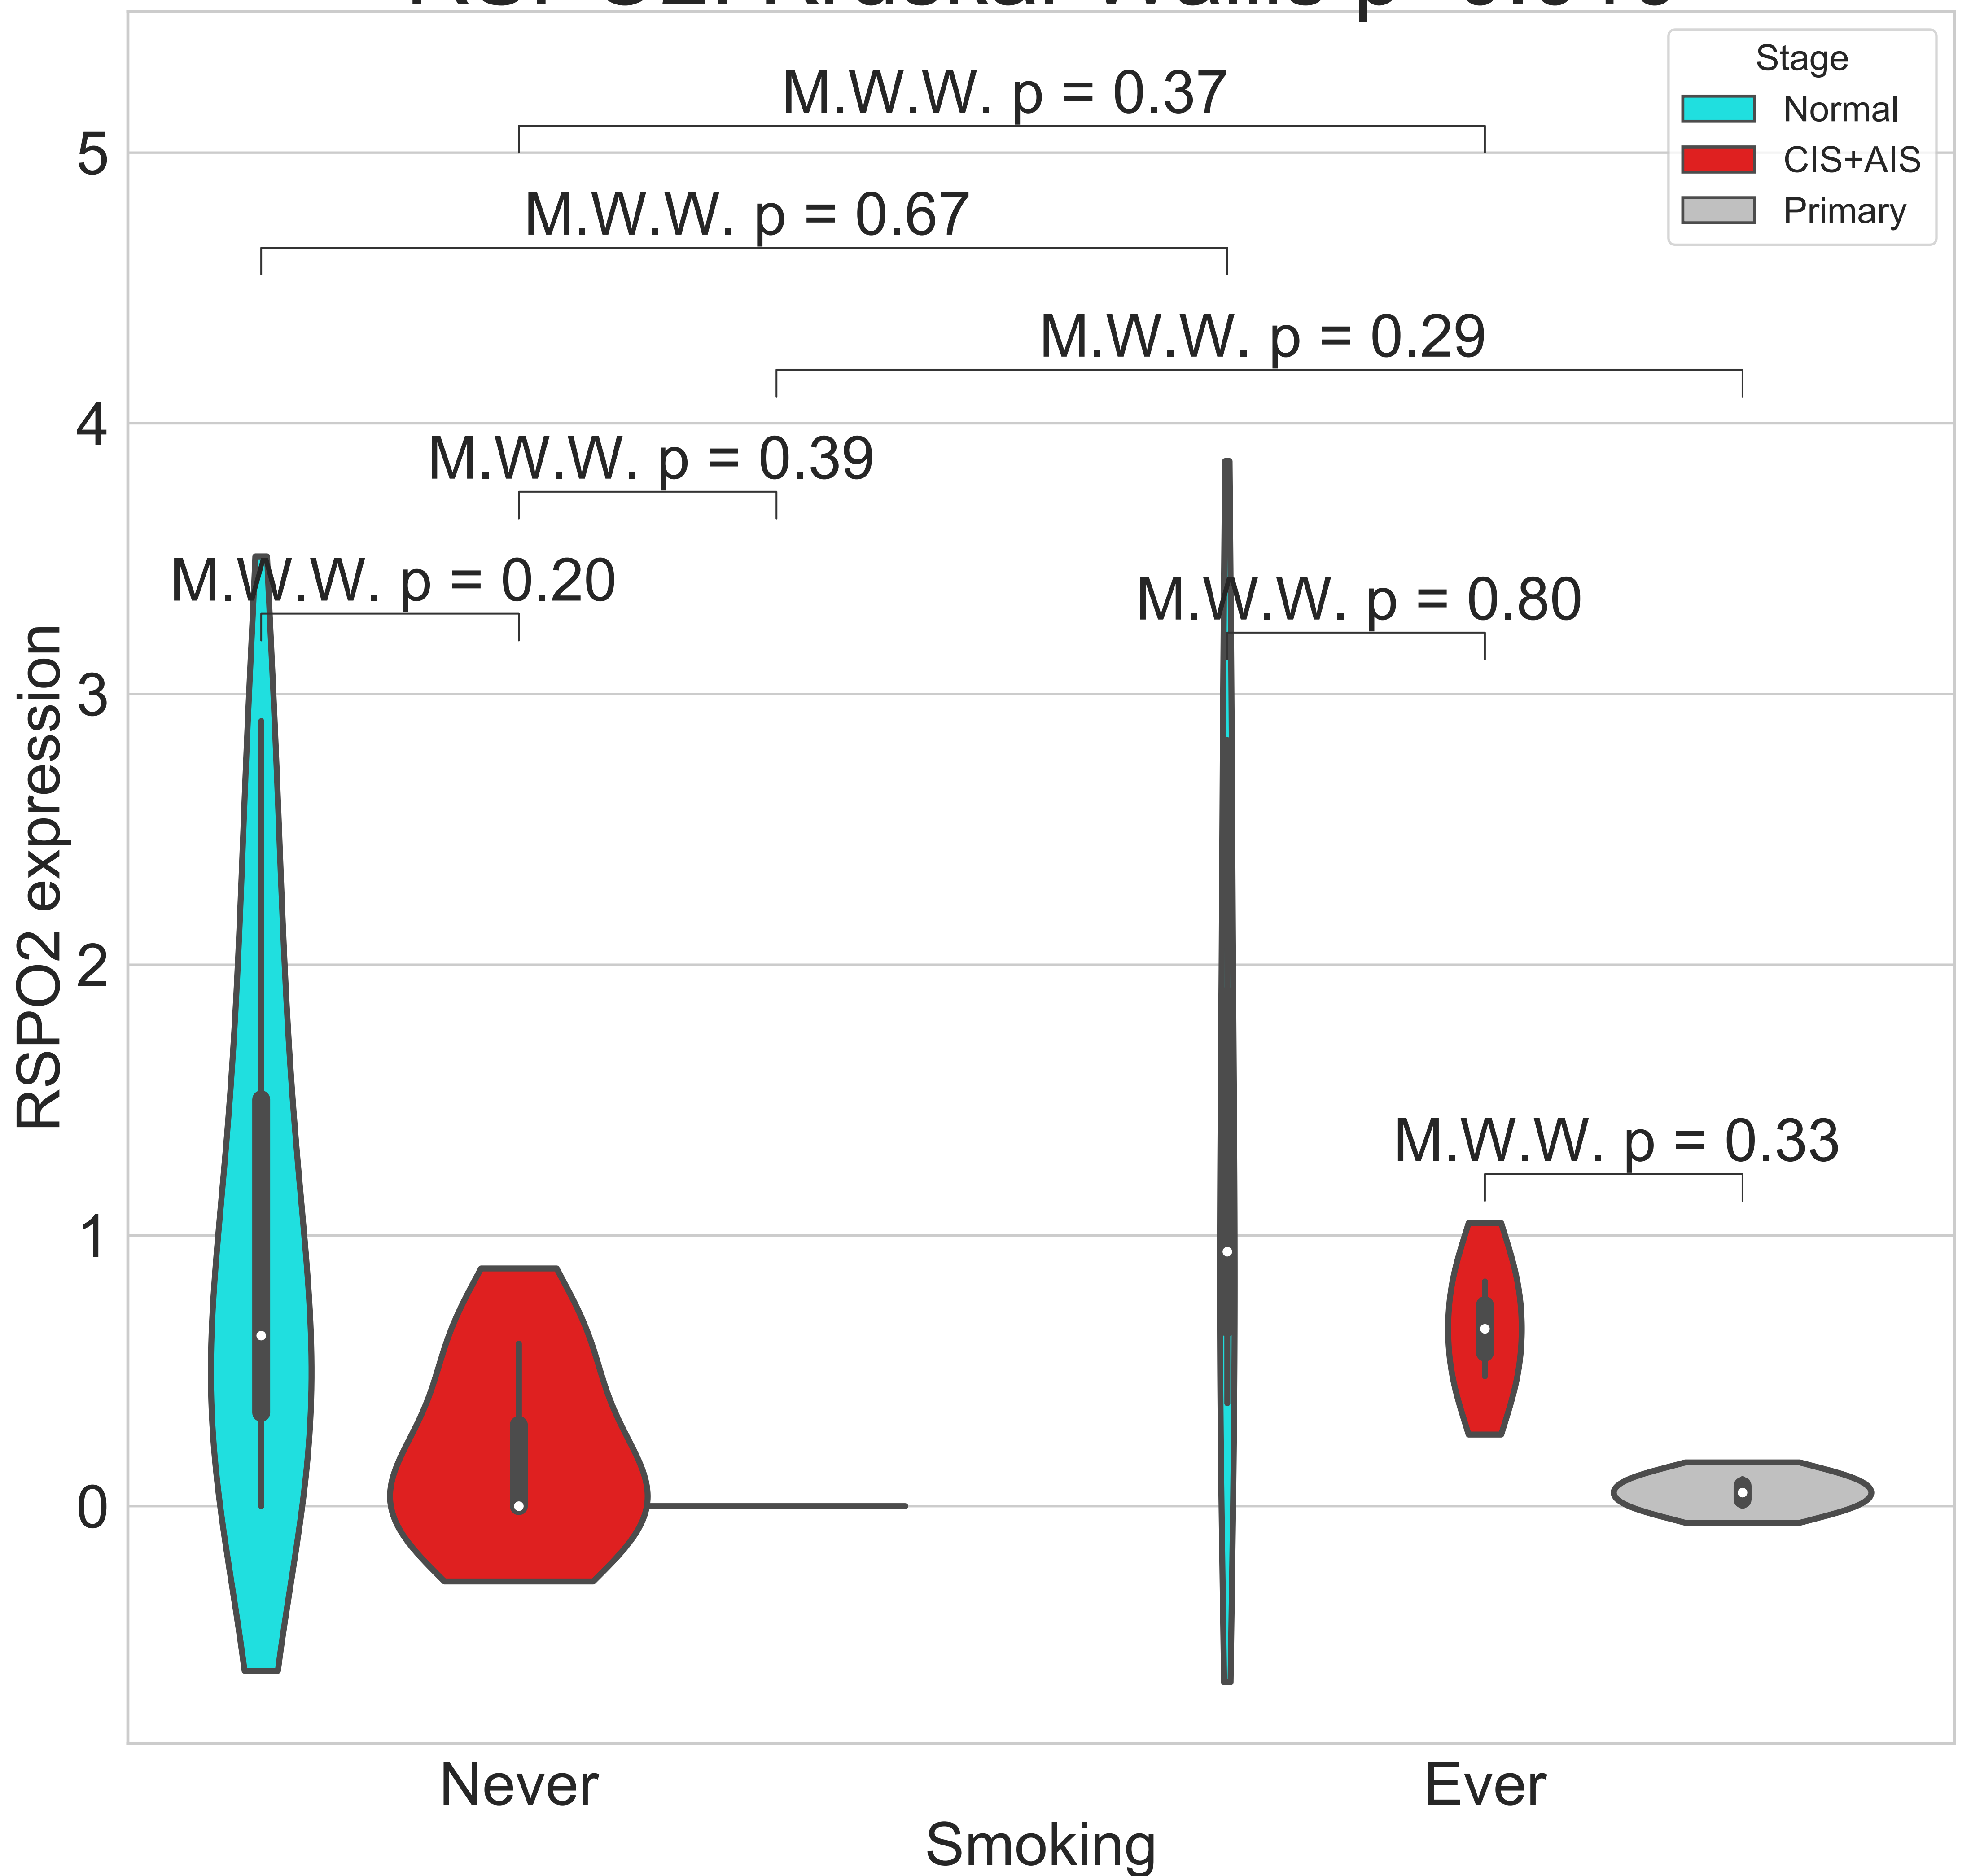 Stage
Normal
CIS+AIS
Primary
M.W.W. p = 0.37
M.W.W. p = 0.67
M.W.W. p = 0.29
M.W.W. p = 0.39
M.W.W. p = 0.20
M.W.W. p = 0.80
M.W.W. p = 0.33
5
4
3
2
1
0
RSPO2 expression
Never
Ever
Smoking